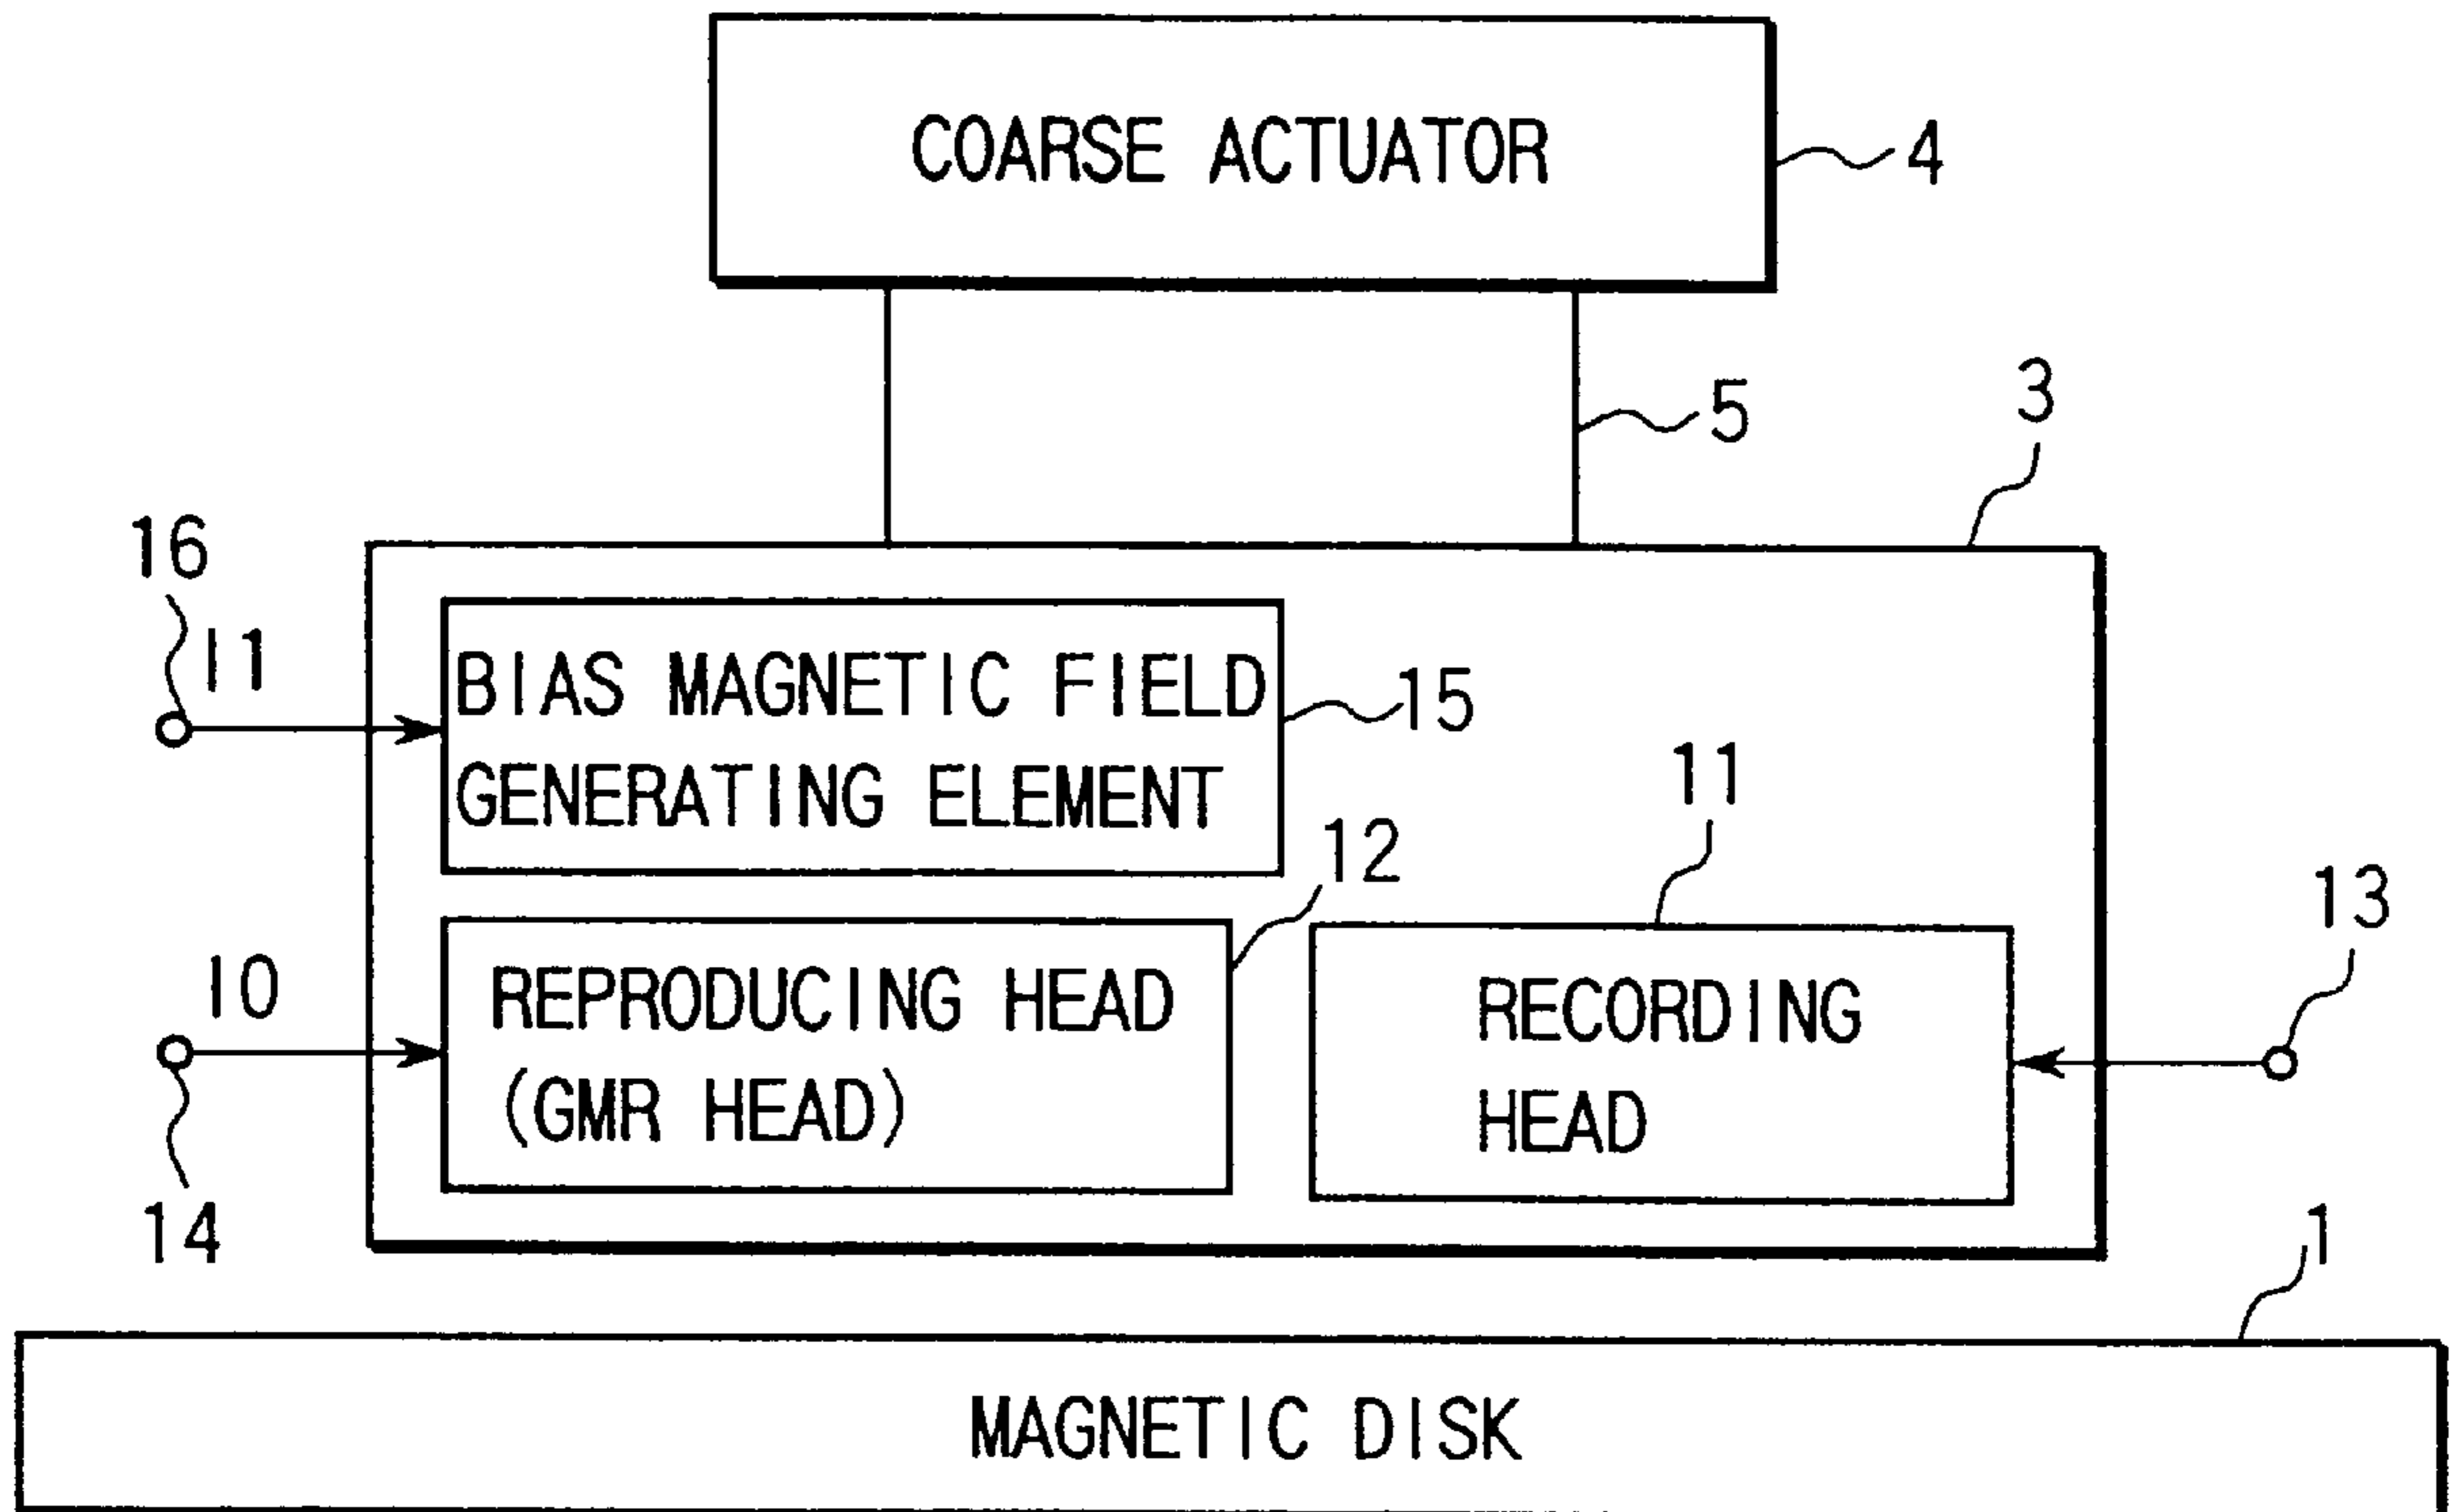 COARSE ACTUATOR
4
5
3
16
I1
BIAS MAGNETIC FIELD
GENERATING ELEMENT
15
11
12
13
I0
REPRODUCING HEAD
(GMR HEAD)
RECORDING
HEAD
14
1
MAGNETIC DISK